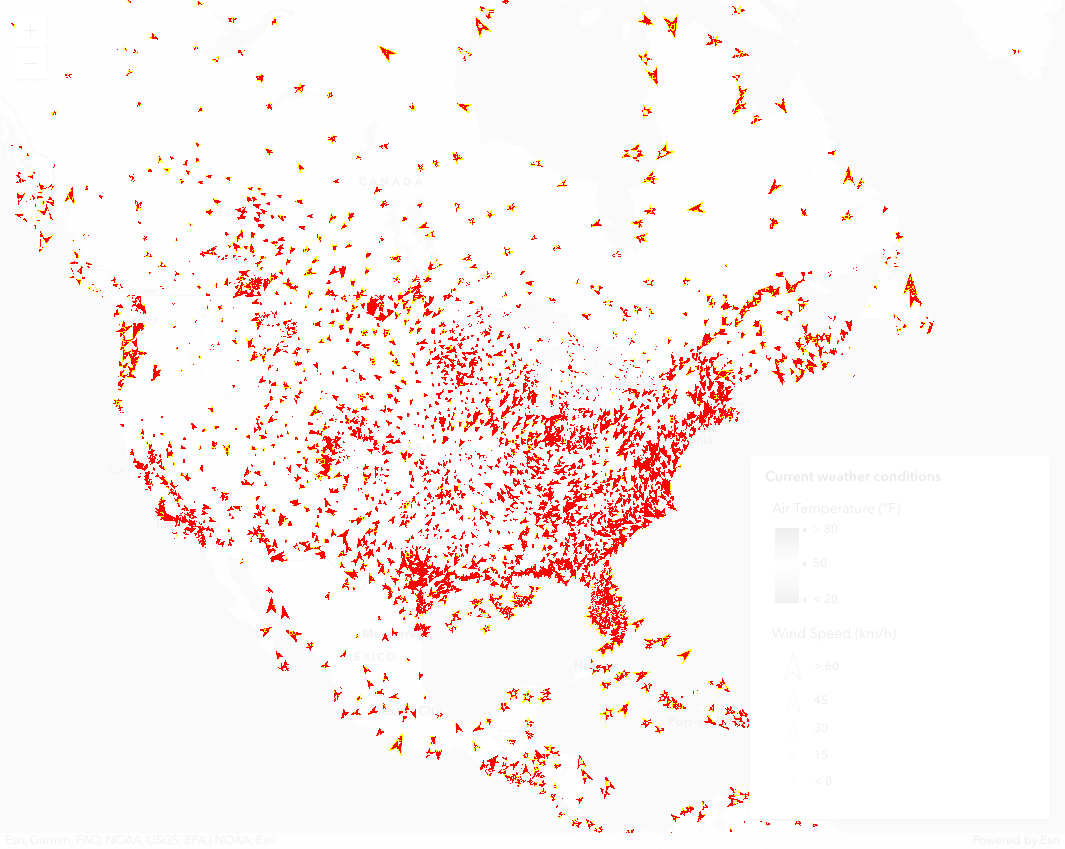 +
−
CANADA
MÉXICO
Current weather conditions
Air Temperature (°F)
> 80
50
< 20
Wind Speed (km/h)
> 60
45
30
15
< 0
Esri, Garmin, FAO, NOAA, USGS, EPA | NOAA, Esri
Powered by Esri